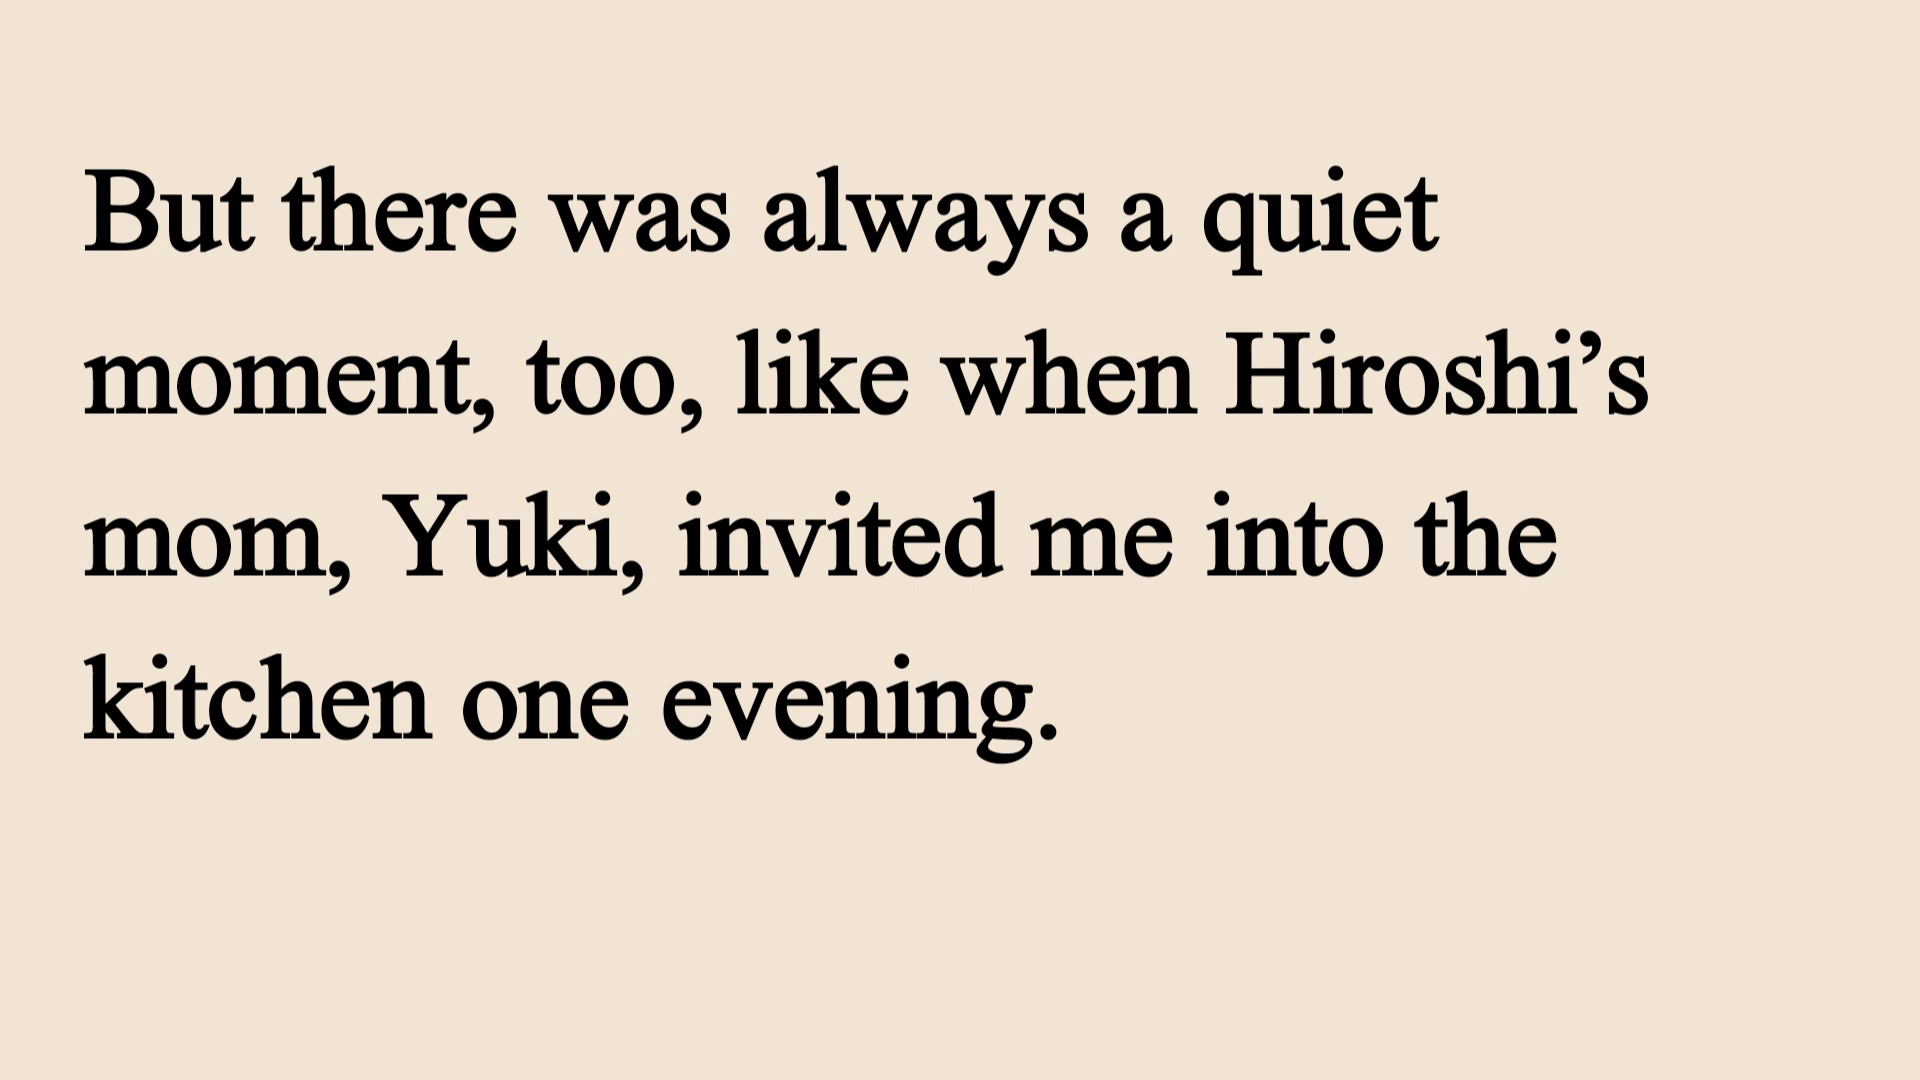 But there was always a quiet
moment, too, like when Hiroshi’s
mom, Yuki, invited me into the
kitchen one evening.